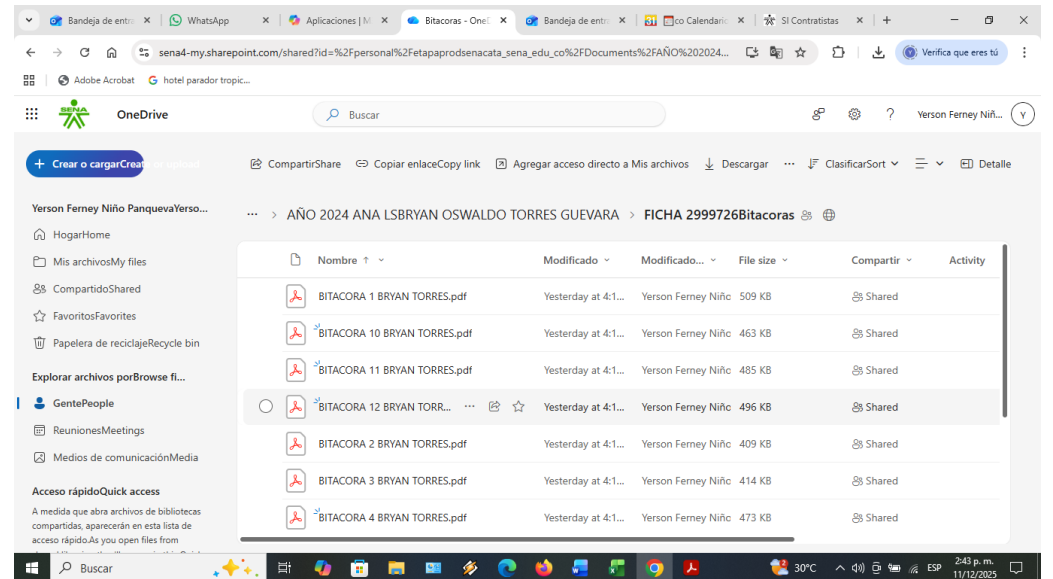 Bandeja de entr
WhatsApp
Aplicaciones | M
Bitacoras - OneD
Bandeja de entr
co Calendario
SI Contratistas
sena4-my.sharepoint.com/shared?id=%2Fpersonal%2Fetapaprodsenacata_sena_edu_co%2FDocuments%2FAÑO%202024...
Verifica que eres tú
Adobe Acrobat
hotel parador tropic...
SENA
OneDrive
Buscar
Yerson Ferney Niñ...
Y
Crear o cargarCreate or upload
CompartirShare
Copiar enlaceCopy link
Agregar acceso directo a Mis archivos
Descargar
ClasificarSort
Detalle
Yerson Ferney Niño PanquevaYerso...
HogarHome
Mis archivosMy files
CompartidoShared
FavoritosFavorites
Papelera de reciclajeRecycle bin
Explorar archivos porBrowse fi...
GentePeople
ReunionesMeetings
Medios de comunicaciónMedia
Acceso rápidoQuick access
A medida que abra archivos de bibliotecas
compartidas, aparecerán en esta lista de
acceso rápido.As you open files from
... > AÑO 2024 ANA LSBRYAN OSWALDO TORRES GUEVARA > FICHA 2999726Bitacoras
Nombre ↑ Modificado Modificado... File size Compartir Activity
BITACORA 1 BRYAN TORRES.pdf Yesterday at 4:1... Yerson Ferney Niño 509 KB Shared
BITACORA 10 BRYAN TORRES.pdf Yesterday at 4:1... Yerson Ferney Niño 463 KB Shared
BITACORA 11 BRYAN TORRES.pdf Yesterday at 4:1... Yerson Ferney Niño 485 KB Shared
BITACORA 12 BRYAN TORR... Yesterday at 4:1... Yerson Ferney Niño 496 KB Shared
BITACORA 2 BRYAN TORRES.pdf Yesterday at 4:1... Yerson Ferney Niño 409 KB Shared
BITACORA 3 BRYAN TORRES.pdf Yesterday at 4:1... Yerson Ferney Niño 414 KB Shared
BITACORA 4 BRYAN TORRES.pdf Yesterday at 4:1... Yerson Ferney Niño 473 KB Shared
Buscar
30°C
ESP
2:43 p. m.
11/12/2025